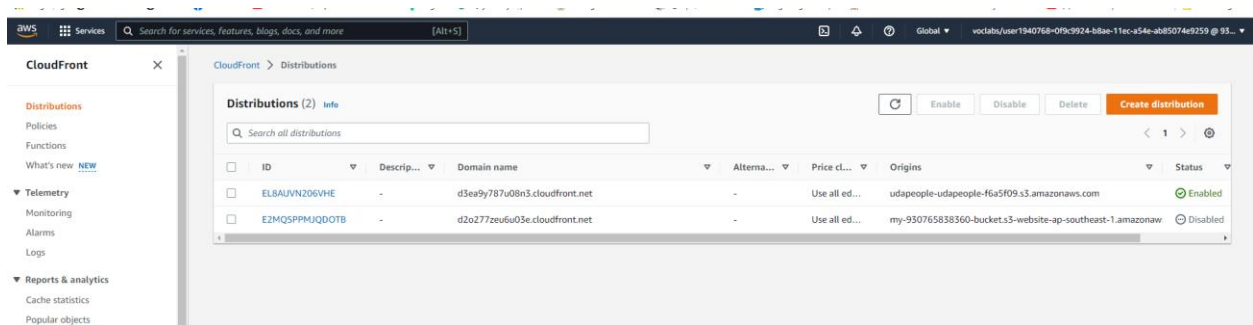 aws Services Search for services, features, blogs, docs, and more [Alt+S] Global voclabs/user1940768=0f9c9924-b8ae-11ec-a54e-ab85074e9259 @ 93...
CloudFront
CloudFront > Distributions
Distributions (2) Info
Enable Disable Delete Create distribution
Search all distributions
1
ID Descrip... Domain name Alterna... Price cl... Origins Status
EL8AUVN206VHE - d3ea9y787u08n3.cloudfront.net - Use all ed... udapeople-udapeople-f6a5f09.s3.amazonaws.com Enabled
E2MQSPPMJQDOTB - d2o277zeu6u03e.cloudfront.net - Use all ed... my-930765838360-bucket.s3-website-ap-southeast-1.amazonaw Disabled
Distributions
Policies
Functions
What's new NEW
Telemetry
Monitoring
Alarms
Logs
Reports & analytics
Cache statistics
Popular objects